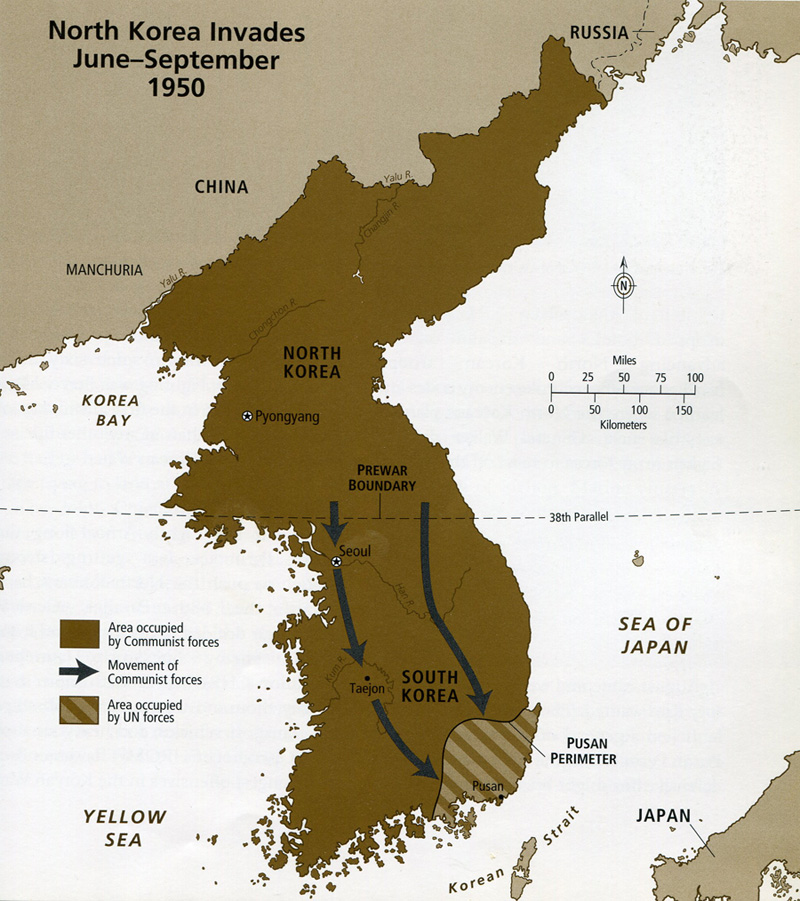 North Korea Invades
June–September
1950
RUSSIA
CHINA
Yalu R.
Changjin R.
MANCHURIA
Yalu R.
Chongchon R.
N
NORTH
KOREA
Miles
0 25 50 75 100
0 50 100 150
Kilometers
KOREA
BAY
Pyongyang
PREWAR
BOUNDARY
38th Parallel
Seoul
Han R.
Area occupied
by Communist forces
Movement of
Communist forces
Area occupied
by UN forces
SEA OF
JAPAN
Kum R.
Taejon
SOUTH
KOREA
PUSAN
PERIMETER
Pusan
YELLOW
SEA
JAPAN
Korean Strait